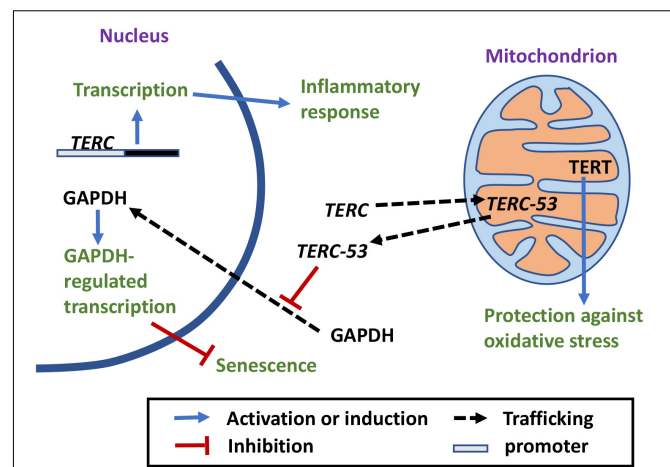 Nucleus
Mitochondrion
Transcription
Inflammatory
response
TERC
TERT
GAPDH
TERC
TERC-53
TERC-53
GAPDH-
regulated
transcription
GAPDH
Protection against
oxidative stress
Senescence
Activation or induction
Trafficking
Inhibition
promoter